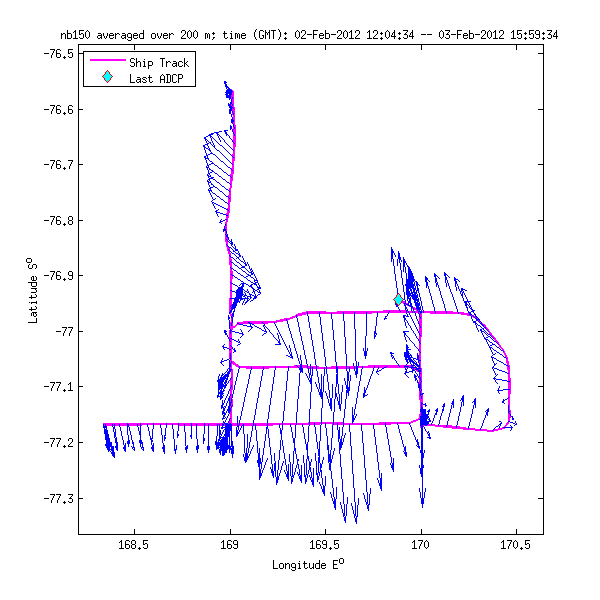 nb150 averaged over 200 m; time (GMT): 02-Feb-2012 12:04:34 -- 03-Feb-2012 15:59:34
Ship Track
Last ADCP
-76.5
-76.6
-76.7
-76.8
-76.9
-77
-77.1
-77.2
-77.3
Latitude S°
168.5 169 169.5 170 170.5
Longitude E°